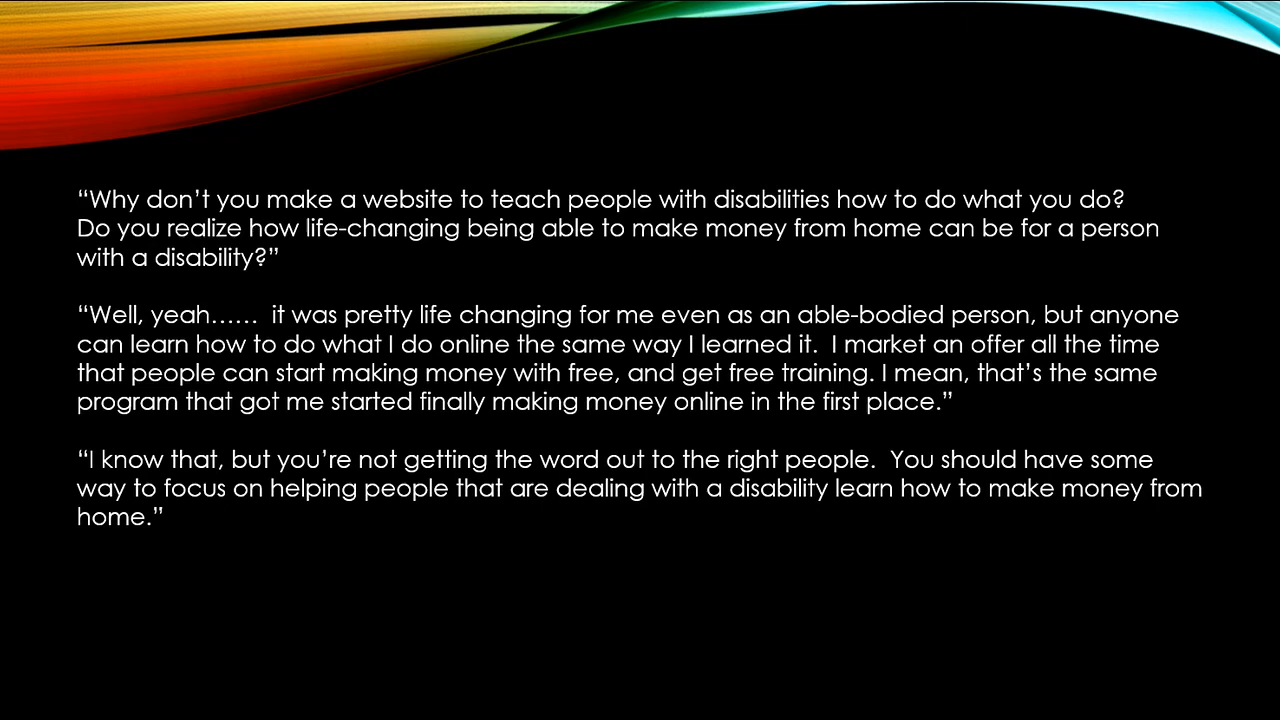 “Why don’t you make a website to teach people with disabilities how to do what you do?
Do you realize how life-changing being able to make money from home can be for a person
with a disability?”
“Well, yeah……  it was pretty life changing for me even as an able-bodied person, but anyone
can learn how to do what I do online the same way I learned it.  I market an offer all the time
that people can start making money with free, and get free training. I mean, that’s the same
program that got me started finally making money online in the first place.”
“I know that, but you’re not getting the word out to the right people.  You should have some
way to focus on helping people that are dealing with a disability learn how to make money from
home.”